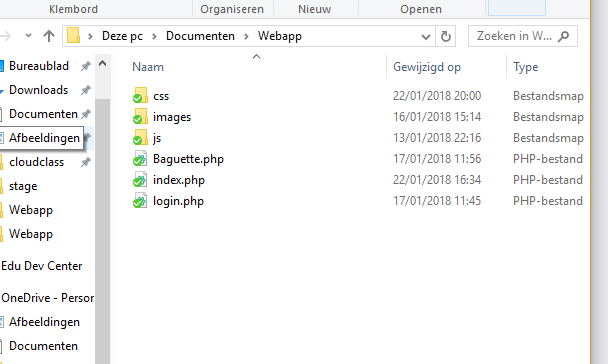 Klembord Organiseren Nieuw Openen
Deze pc Documenten Webapp Zoeken in W...
Naam Gewijzigd op Type
Bureaublad
Downloads
Documenten
Afbeeldingen
cloudclass
stage
Webapp
Webapp
Edu Dev Center
OneDrive - Person
Afbeeldingen
Documenten
css 22/01/2018 20:00 Bestandsmap
images 16/01/2018 15:14 Bestandsmap
js 13/01/2018 22:16 Bestandsmap
Baguette.php 17/01/2018 11:56 PHP-bestand
index.php 22/01/2018 16:34 PHP-bestand
login.php 17/01/2018 11:45 PHP-bestand